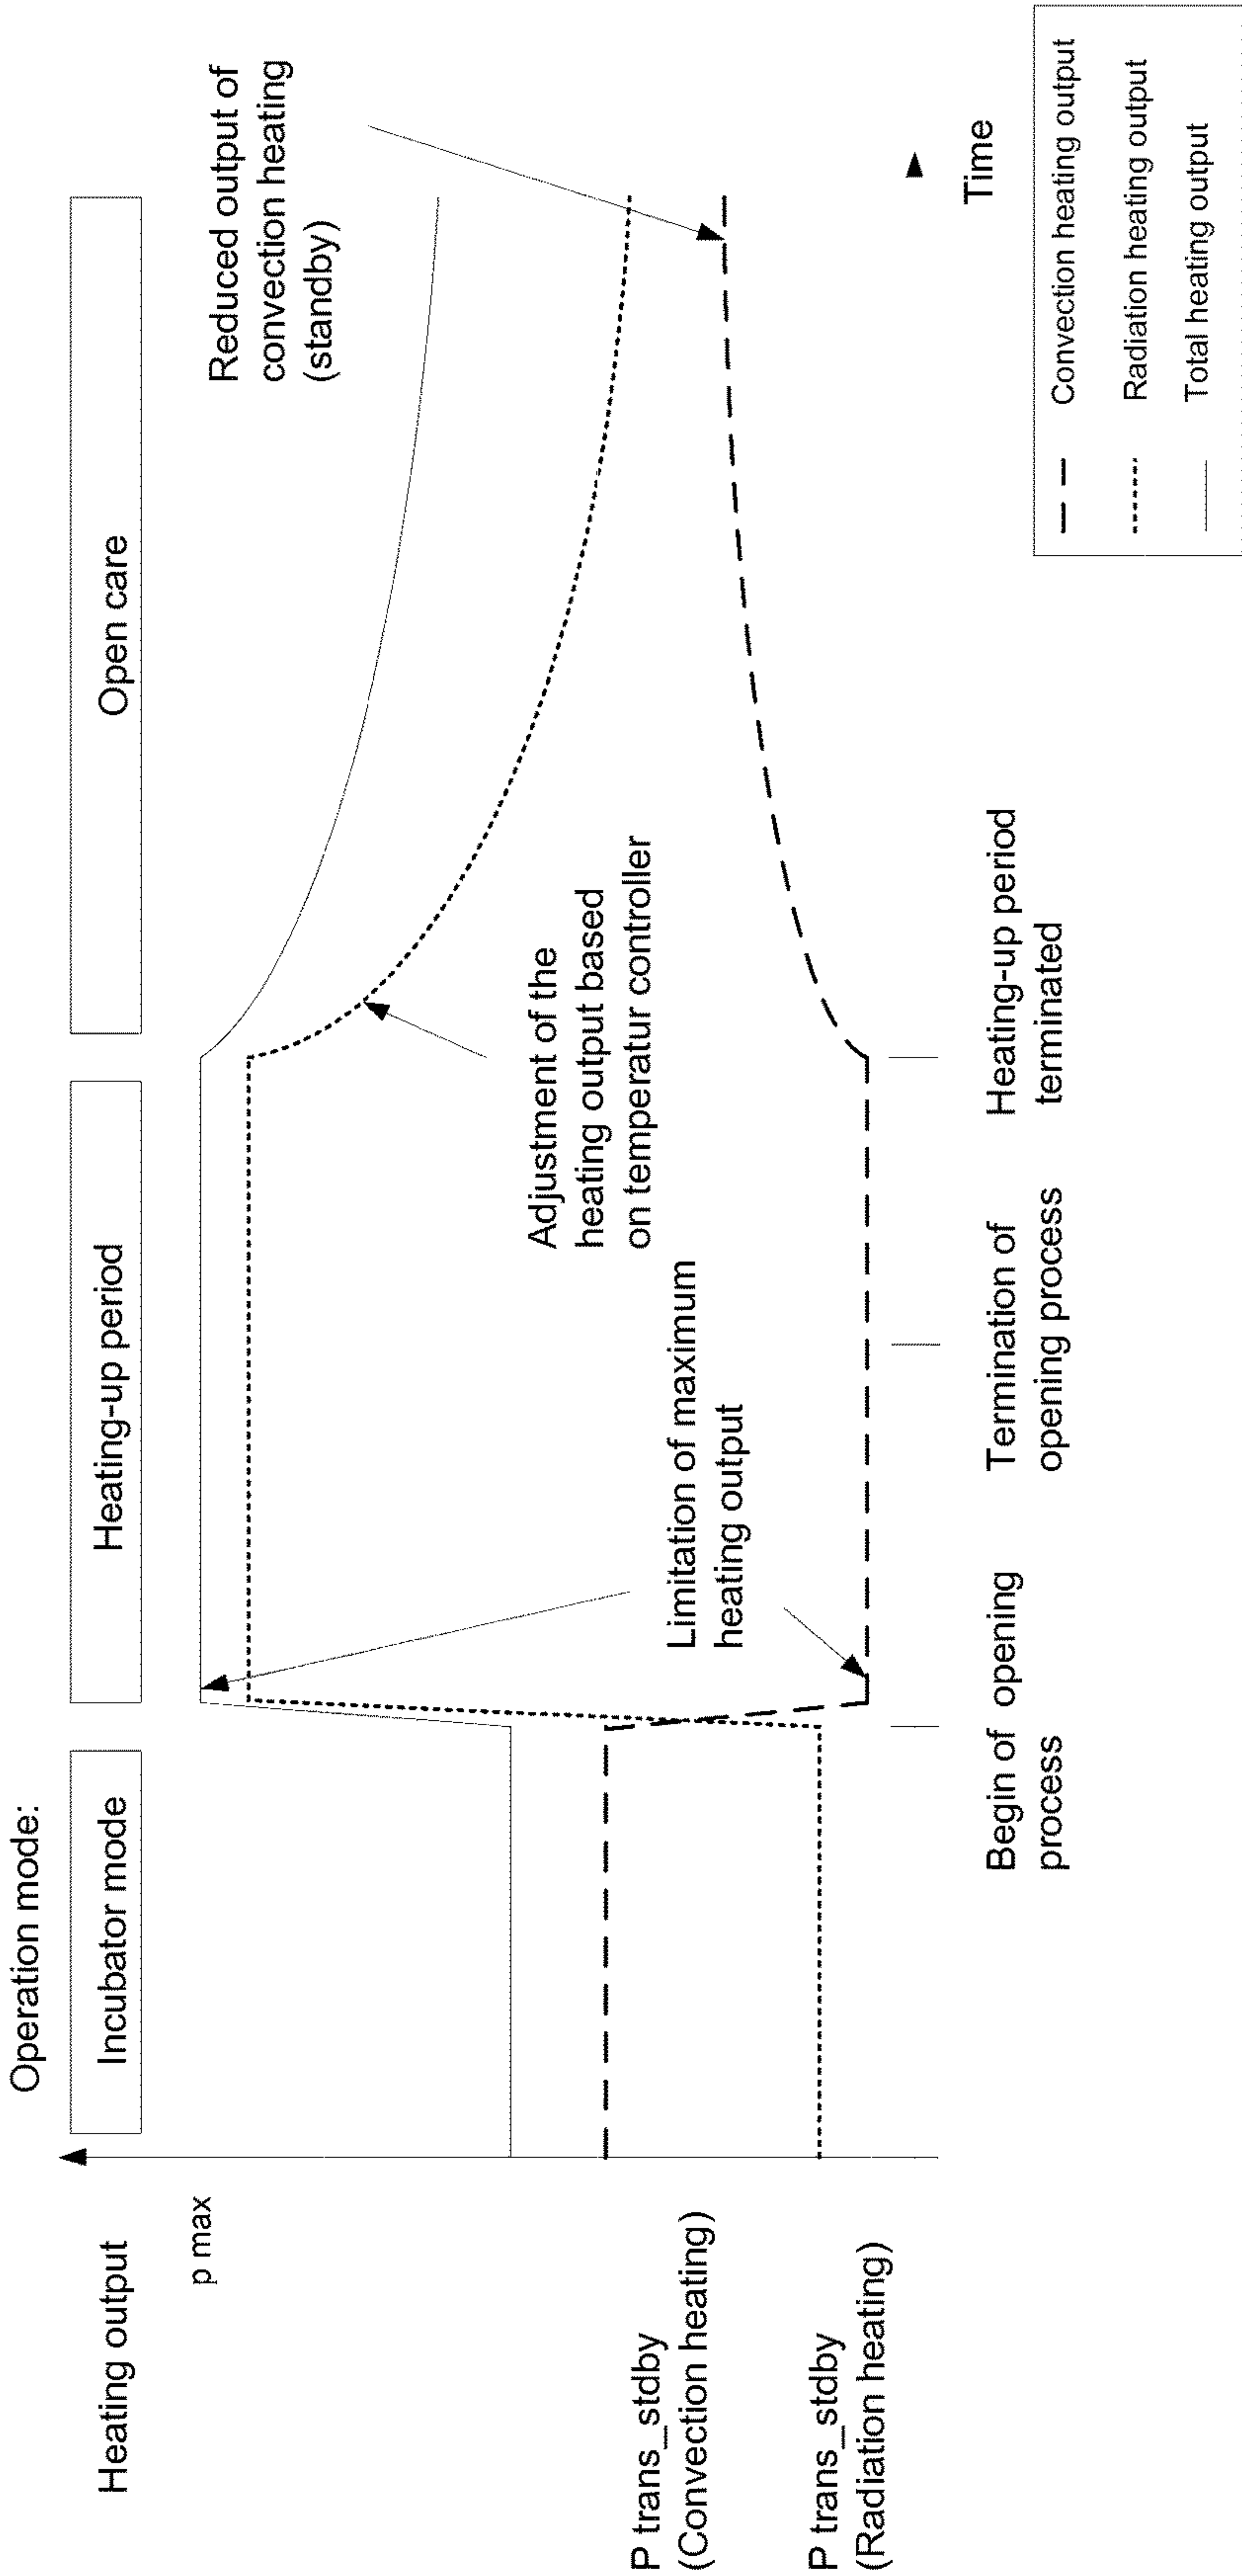 Operation mode:
Incubator mode
Heating-up period
Open care
Heating output
p max
Reduced output of
convection heating
(standby)
Adjustment of the
heating output based
on temperatur controller
Limitation of maximum
heating output
P trans_stdby
(Convection heating)
P trans_stdby
(Radiation heating)
Begin of opening
process
Termination of
opening process
Heating-up period
terminated
Time
Convection heating output
Radiation heating output
Total heating output